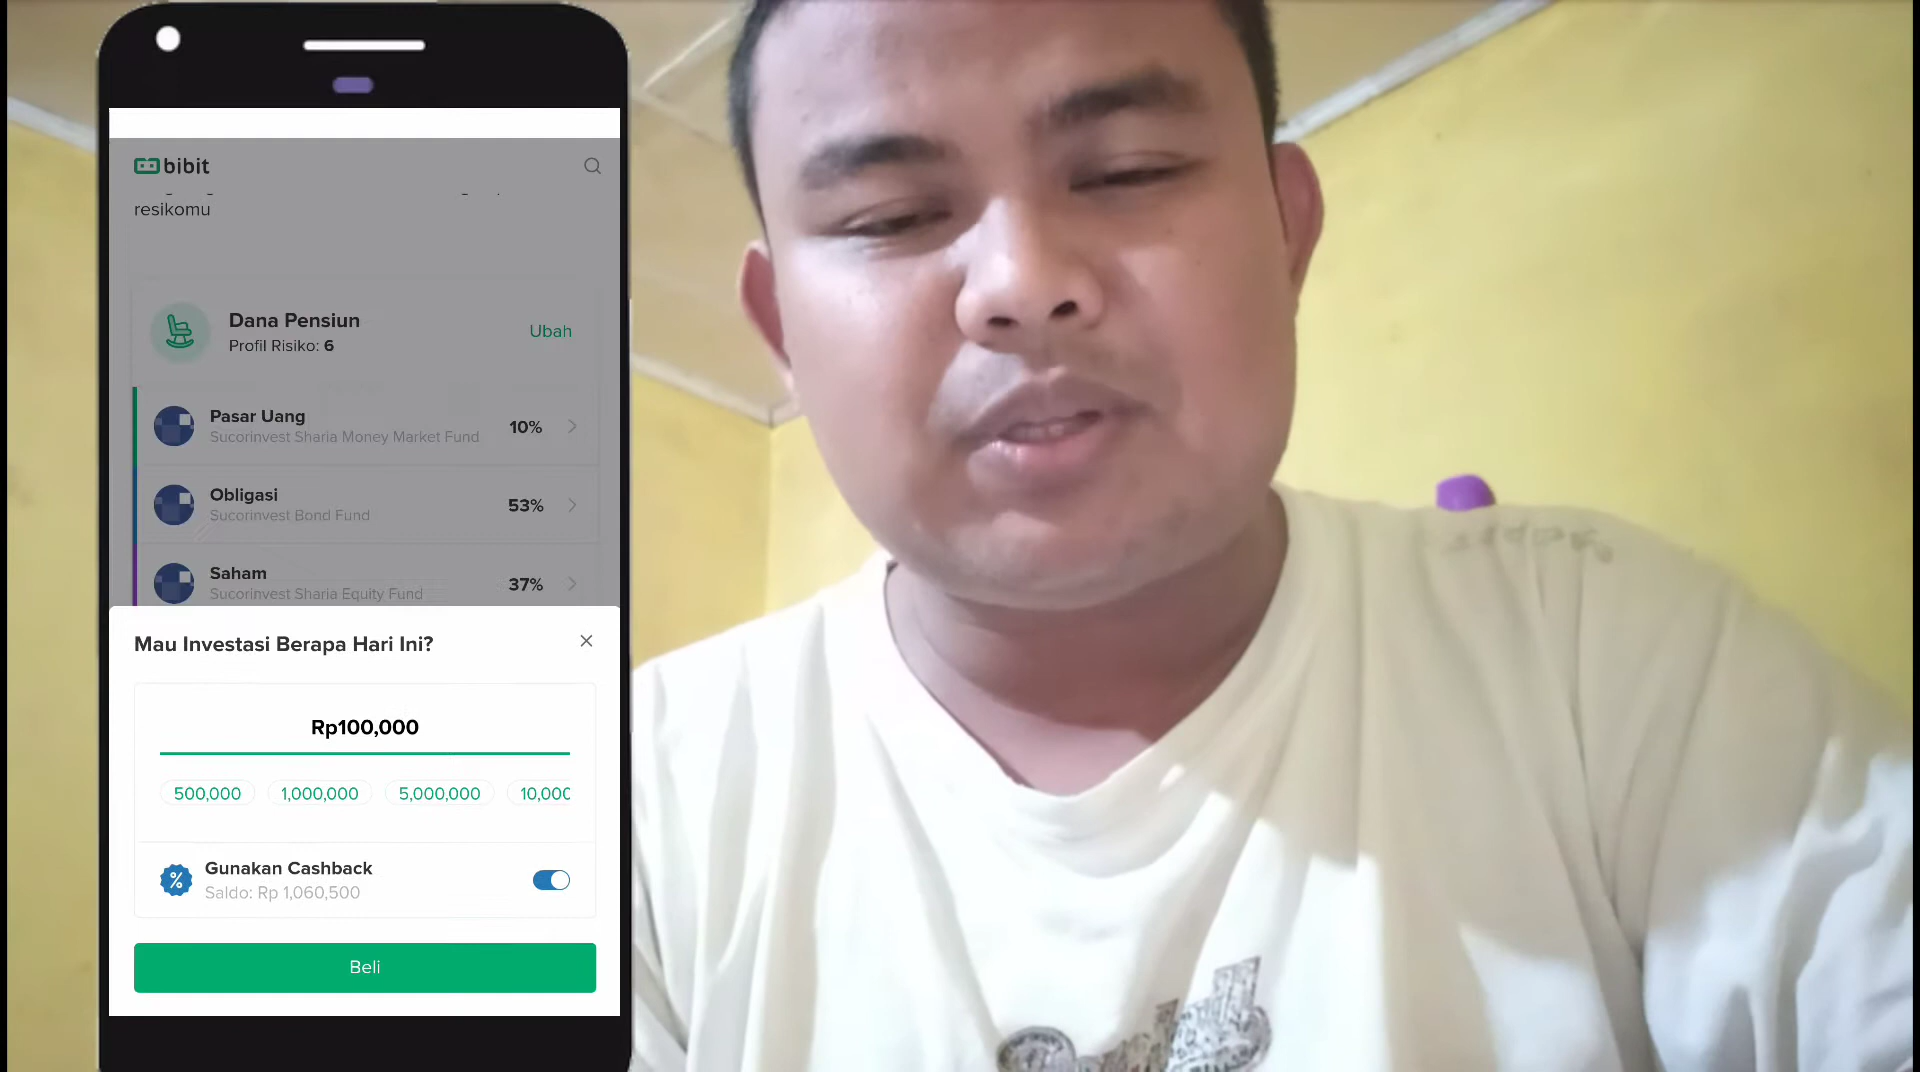 bibit
resikomu
Dana Pensiun
Profil Risiko: 6
Ubah
Pasar Uang
Sucorinvest Sharia Money Market Fund
10%
Obligasi
Sucorinvest Bond Fund
53%
Saham
Sucorinvest Sharia Equity Fund
37%
Mau Investasi Berapa Hari Ini?
Rp100,000
500,000 1,000,000 5,000,000 10,000
%
Gunakan Cashback
Saldo: Rp 1,060,500
Beli